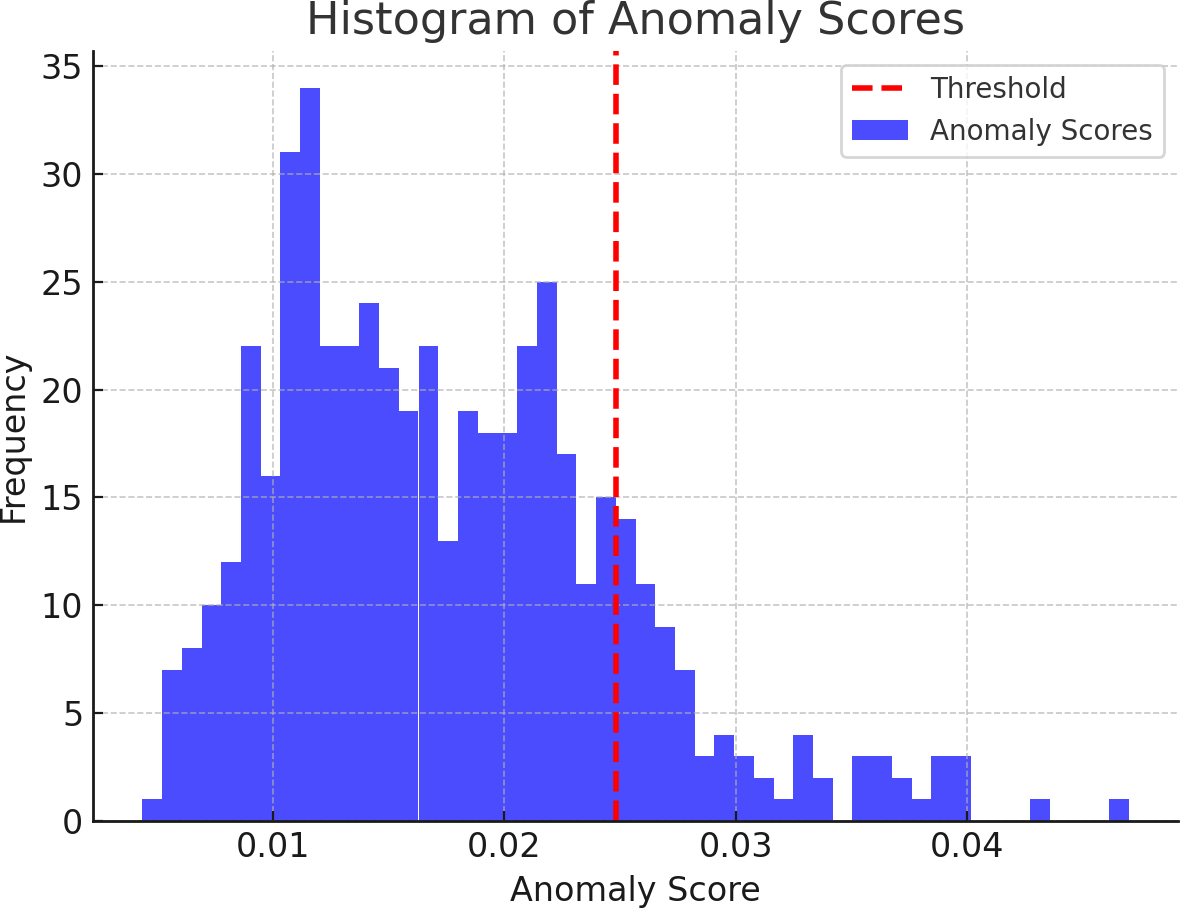 Histogram of Anomaly Scores
Threshold
Anomaly Scores
35
30
25
20
15
10
5
0
Frequency
0.01 0.02 0.03 0.04
Anomaly Score